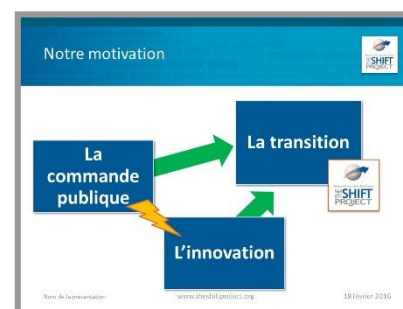 Notre motivation
THE SHIFT
PROJECT
La
commande
publique
La transition
THE SHIFT
PROJECT
L'innovation
Nom de la présentation
www.theshiftproject.org
18 février 2016